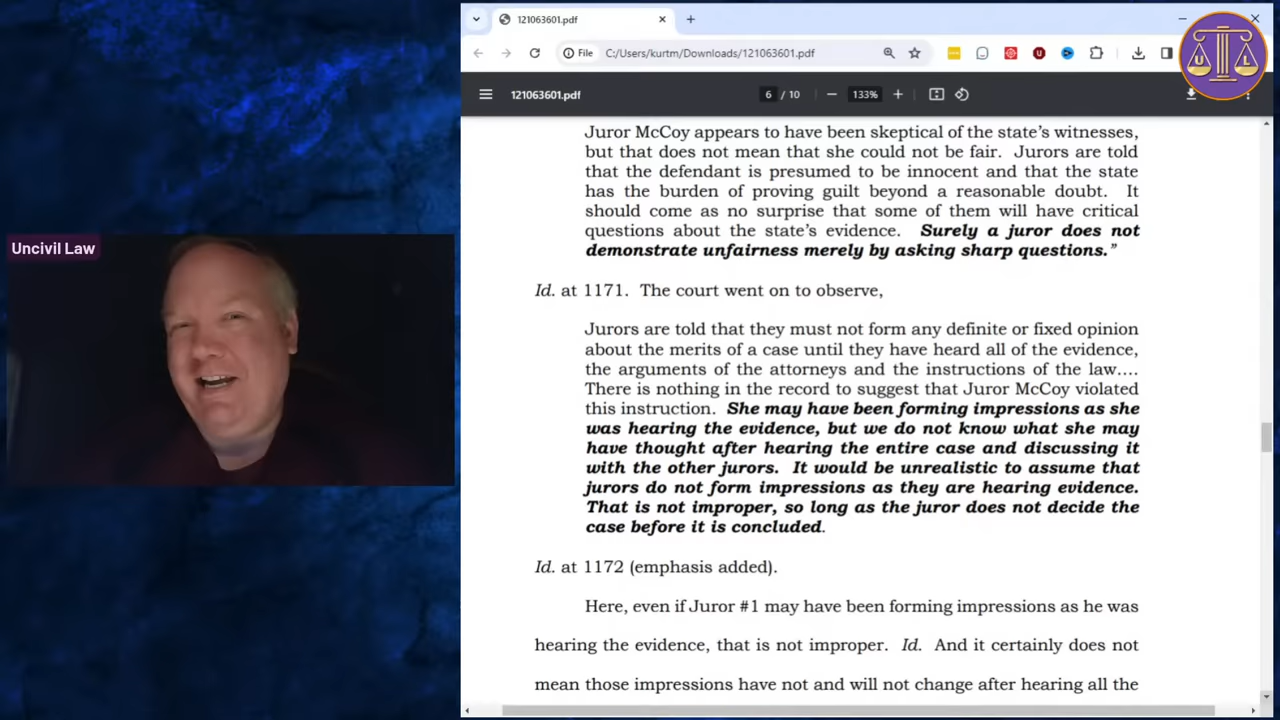 121063601.pdf
File C:/Users/kurtm/Downloads/121063601.pdf
U L
121063601.pdf 6 / 10 133%
Uncivil Law
Juror McCoy appears to have been skeptical of the state's witnesses,
but that does not mean that she could not be fair. Jurors are told
that the defendant is presumed to be innocent and that the state
has the burden of proving guilt beyond a reasonable doubt. It
should come as no surprise that some of them will have critical
questions about the state's evidence. Surely a juror does not
demonstrate unfairness merely by asking sharp questions.”
Id. at 1171. The court went on to observe,
Jurors are told that they must not form any definite or fixed opinion
about the merits of a case until they have heard all of the evidence,
the arguments of the attorneys and the instructions of the law....
There is nothing in the record to suggest that Juror McCoy violated
this instruction. She may have been forming impressions as she
was hearing the evidence, but we do not know what she may
have thought after hearing the entire case and discussing it
with the other jurors. It would be unrealistic to assume that
jurors do not form impressions as they are hearing evidence.
That is not improper, so long as the juror does not decide the
case before it is concluded.
Id. at 1172 (emphasis added).
Here, even if Juror #1 may have been forming impressions as he was
hearing the evidence, that is not improper. Id. And it certainly does not
mean those impressions have not and will not change after hearing all the